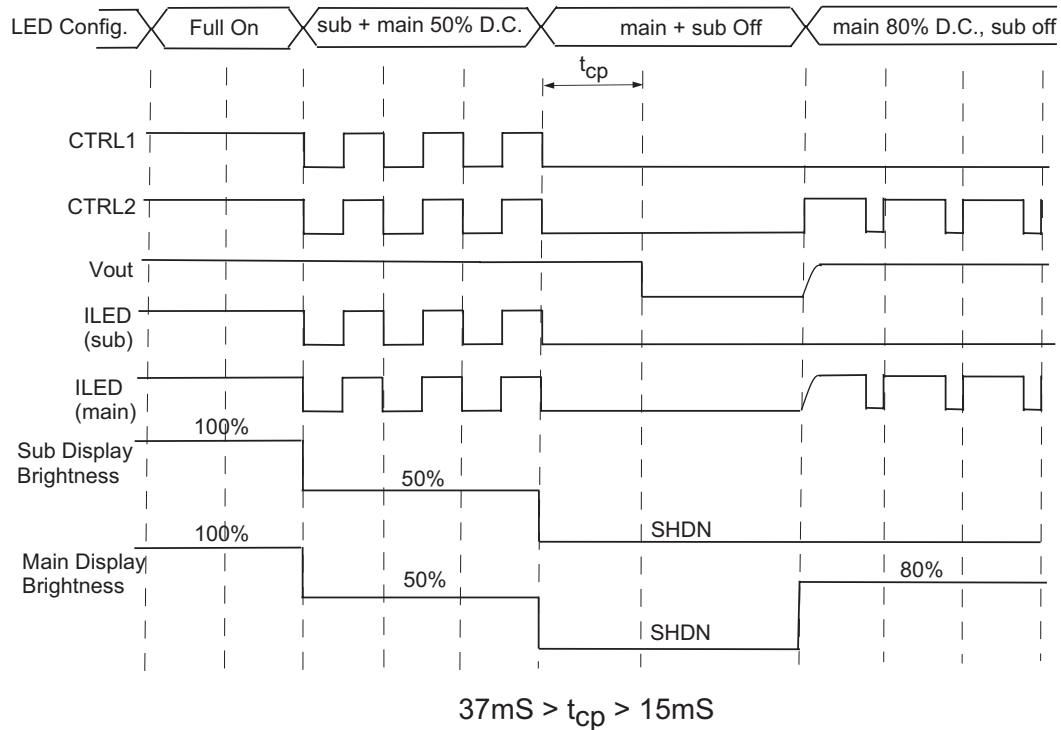 LED Config. Full On sub + main 50% D.C. main + sub Off main 80% D.C., sub off
tcp
CTRL1
CTRL2
Vout
ILED
(sub)
ILED
(main)
100%
Sub Display
Brightness
50%
SHDN
100%
Main Display
Brightness
50%
80%
SHDN
37mS > tcp > 15mS